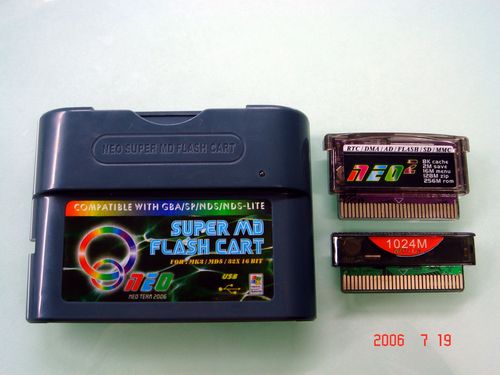 NEO SUPER MD FLASH CART
COMPATIBLE WITH GBA/SP/NDS/NDS-LITE
SUPER MD
FLASH CART
FOR : MK3 / MDS / 32X 16 BIT
NEO
NEO TEAM 2006
USB
RTC / DMA / AD / FLASH / SD / MMC
NEO2
8K cache
2M save
16M menu
128M zip
256M rom
1024M
2006 7 19